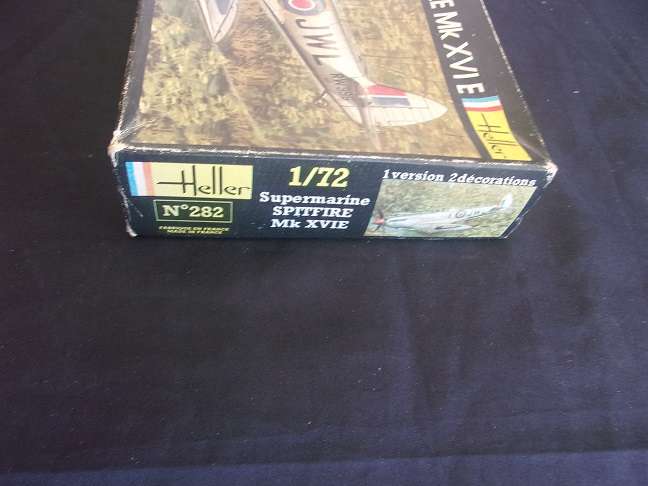 E Mk XVI E
Heller
ZMC
Heller
N° 282
FABRIQUE EN FRANCE
MADE IN FRANCE
1/72
Supermarine
SPITFIRE
Mk XVIE
1 version 2 décorations